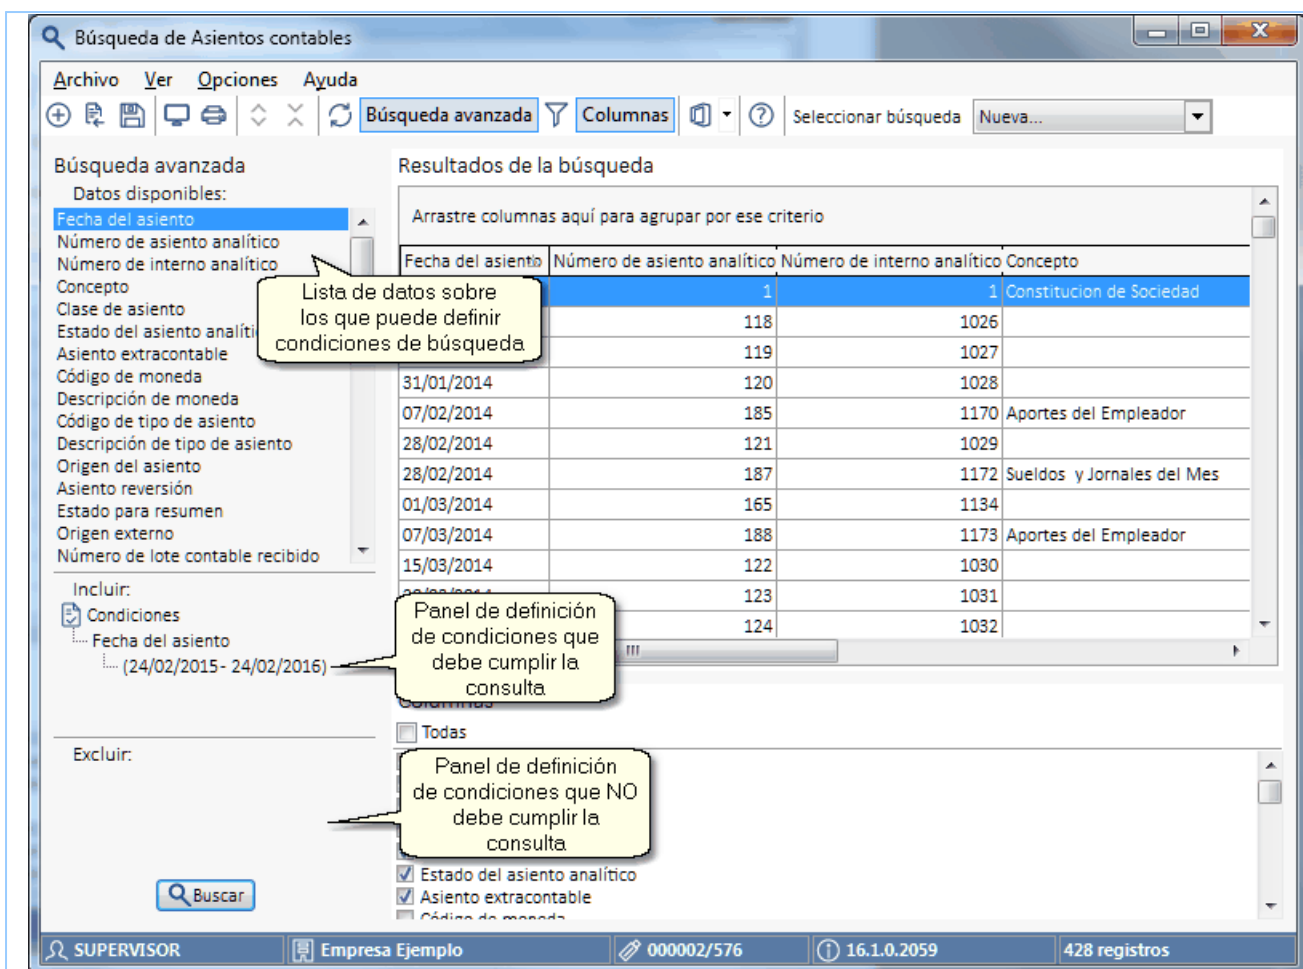 Búsqueda de Asientos contables
Archivo Ver Opciones Ayuda
Búsqueda avanzada Columnas Seleccionar búsqueda Nueva...
Búsqueda avanzada
Datos disponibles:
Fecha del asiento
Número de asiento analítico
Número de interno analítico
Concepto
Clase de asiento
Estado del asiento analíti
Asiento extracontable
Código de moneda
Descripción de moneda
Código de tipo de asiento
Descripción de tipo de asiento
Origen del asiento
Asiento reversión
Estado para resumen
Origen externo
Número de lote contable recibido
Lista de datos sobre
los que puede definir
condiciones de búsqueda
Incluir:
Condiciones
Fecha del asiento
(24/02/2015- 24/02/2016)
Excluir:
Buscar
Resultados de la búsqueda
Arrastre columnas aquí para agrupar por ese criterio
Fecha del asiento Número de asiento analítico Número de interno analítico Concepto
1 1 Constitucion de Sociedad
118 1026
119 1027
31/01/2014 120 1028
07/02/2014 185 1170 Aportes del Empleador
28/02/2014 121 1029
28/02/2014 187 1172 Sueldos y Jornales del Mes
01/03/2014 165 1134
07/03/2014 188 1173 Aportes del Empleador
15/03/2014 122 1030
123 1031
124 1032
Panel de definición
de condiciones que
debe cumplir la
consulta
Columnas
Todas
Panel de definición
de condiciones que NO
debe cumplir la
consulta
Estado del asiento analítico
Asiento extracontable
Código de moneda
SUPERVISOR Empresa Ejemplo 000002/576 16.1.0.2059 428 registros